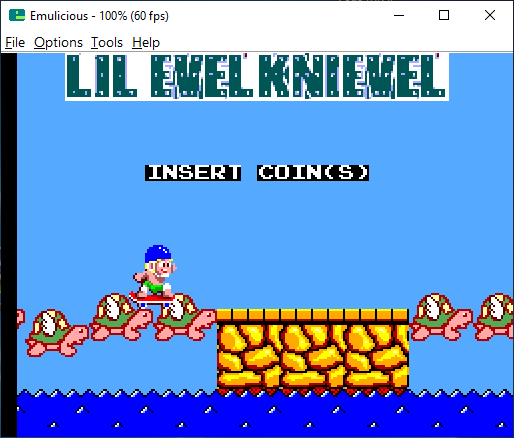 Emulicious - 100% (60 fps)
File Options Tools Help
LIL EVEL KNIEVEL
INSERT COIN(S)